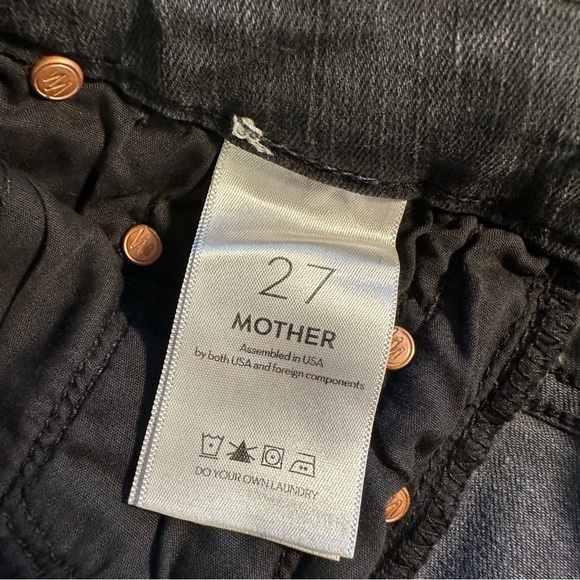 27
MOTHER
Assembled in USA
by both USA and foreign components
DO YOUR OWN LAUNDRY